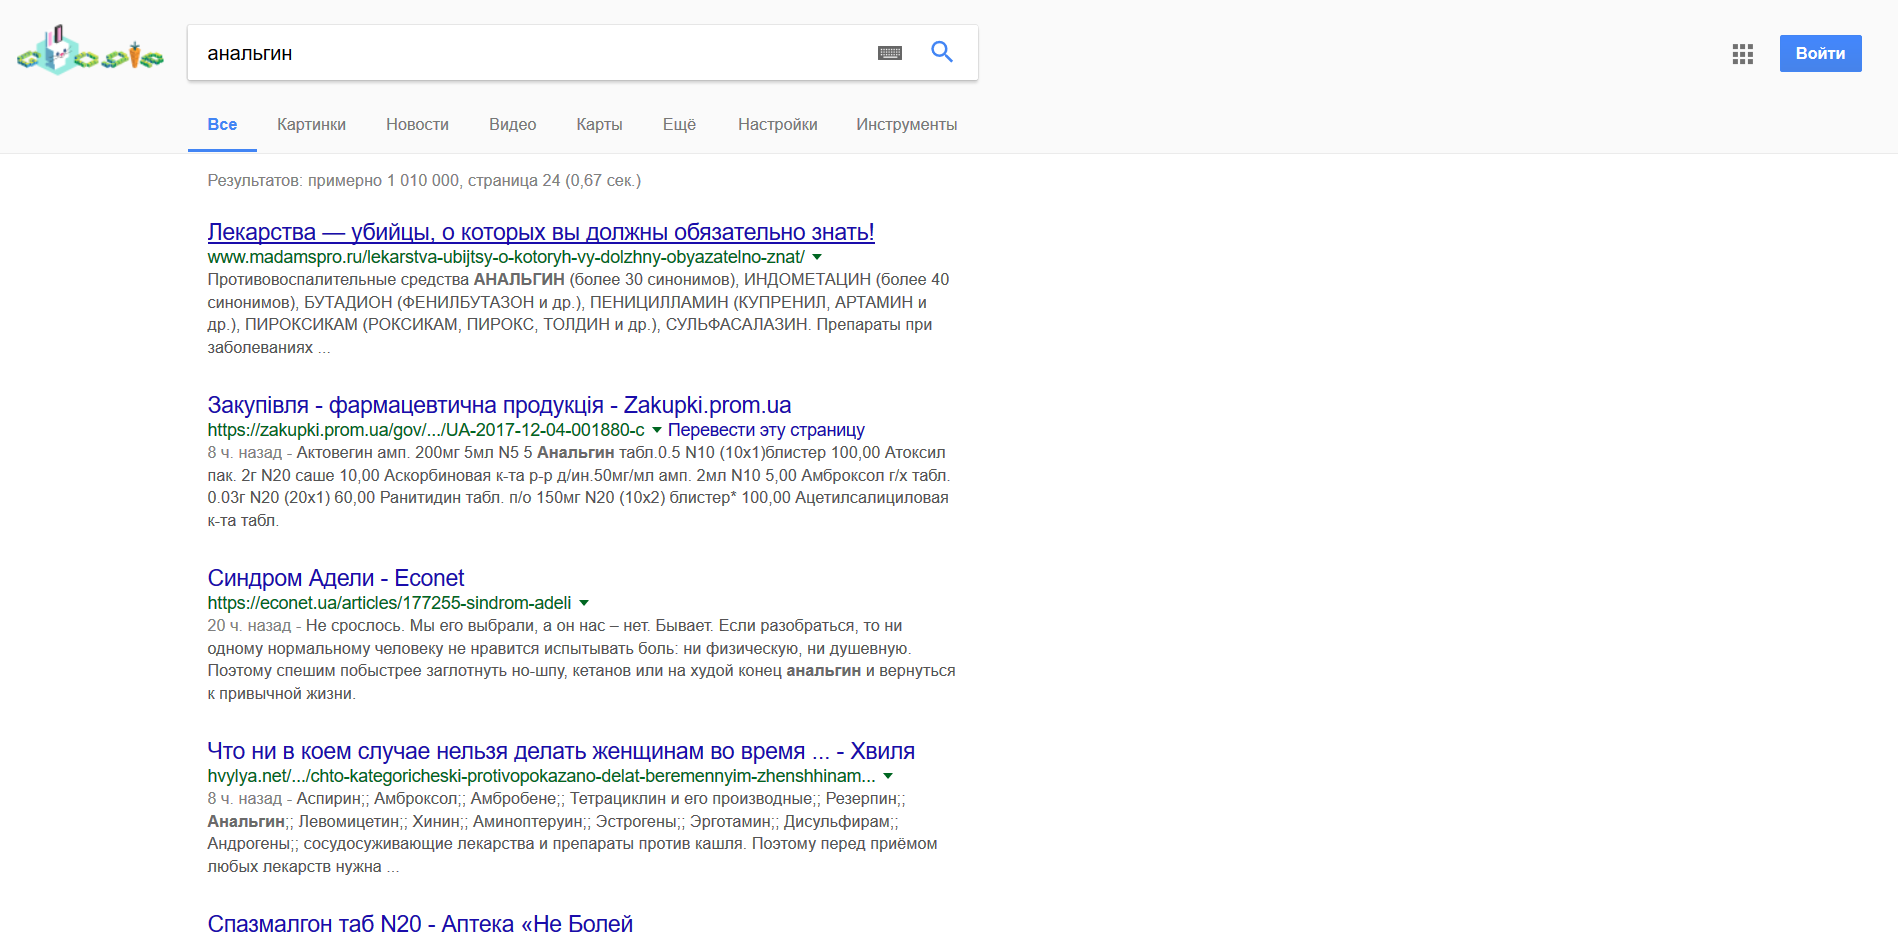 анальгин
Войти
Все Картинки Новости Видео Карты Ещё Настройки Инструменты
Результатов: примерно 1 010 000, страница 24 (0,67 сек.)
Лекарства — убийцы, о которых вы должны обязательно знать!
www.madamspro.ru/lekarstva-ubijtsy-o-kotoryh-vy-dolzhny-obyazatelno-znat/
Противовоспалительные средства АНАЛЬГИН (более 30 синонимов), ИНДОМЕТАЦИН (более 40
синонимов), БУТАДИОН (ФЕНИЛБУТАЗОН и др.), ПЕНИЦИЛЛАМИН (КУПРЕНИЛ, АРТАМИН и
др.), ПИРОКСИКАМ (РОКСИКАМ, ПИРОКС, ТОЛДИН и др.), СУЛЬФАСАЛАЗИН. Препараты при
заболеваниях ...
Закупівля - фармацевтична продукція - Zakupki.prom.ua
https://zakupki.prom.ua/gov/.../UA-2017-12-04-001880-c Перевести эту страницу
8 ч. назад - Актовегин амп. 200мг 5мл N5 5 Анальгин табл.0.5 N10 (10х1)блистер 100,00 Атоксил
пак. 2г N20 саше 10,00 Аскорбиновая к-та р-р д/ин.50мг/мл амп. 2мл N10 5,00 Амброксол г/х табл.
0.03г N20 (20х1) 60,00 Ранитидин табл. п/о 150мг N20 (10х2) блистер* 100,00 Ацетилсалициловая
к-та табл.
Синдром Адели - Econet
https://econet.ua/articles/177255-sindrom-adeli
20 ч. назад - Не срослось. Мы его выбрали, а он нас – нет. Бывает. Если разобраться, то ни
одному нормальному человеку не нравится испытывать боль: ни физическую, ни душевную.
Поэтому спешим побыстрее заглотнуть но-шпу, кетанов или на худой конец анальгин и вернуться
к привычной жизни.
Что ни в коем случае нельзя делать женщинам во время ... - Хвиля
hvylya.net/.../chto-kategoricheski-protivopokazano-delat-beremennyim-zhenshhinam...
8 ч. назад - Аспирин;; Амброксол;; Амбробене;; Тетрациклин и его производные;; Резерпин;;
Анальгин;; Левомицетин;; Хинин;; Аминоптеруин;; Эстрогены;; Эрготамин;; Дисульфирам;;
Андрогены;; сосудосуживающие лекарства и препараты против кашля. Поэтому перед приёмом
любых лекарств нужна ...
Спазмалгон таб N20 - Аптека «Не Болей